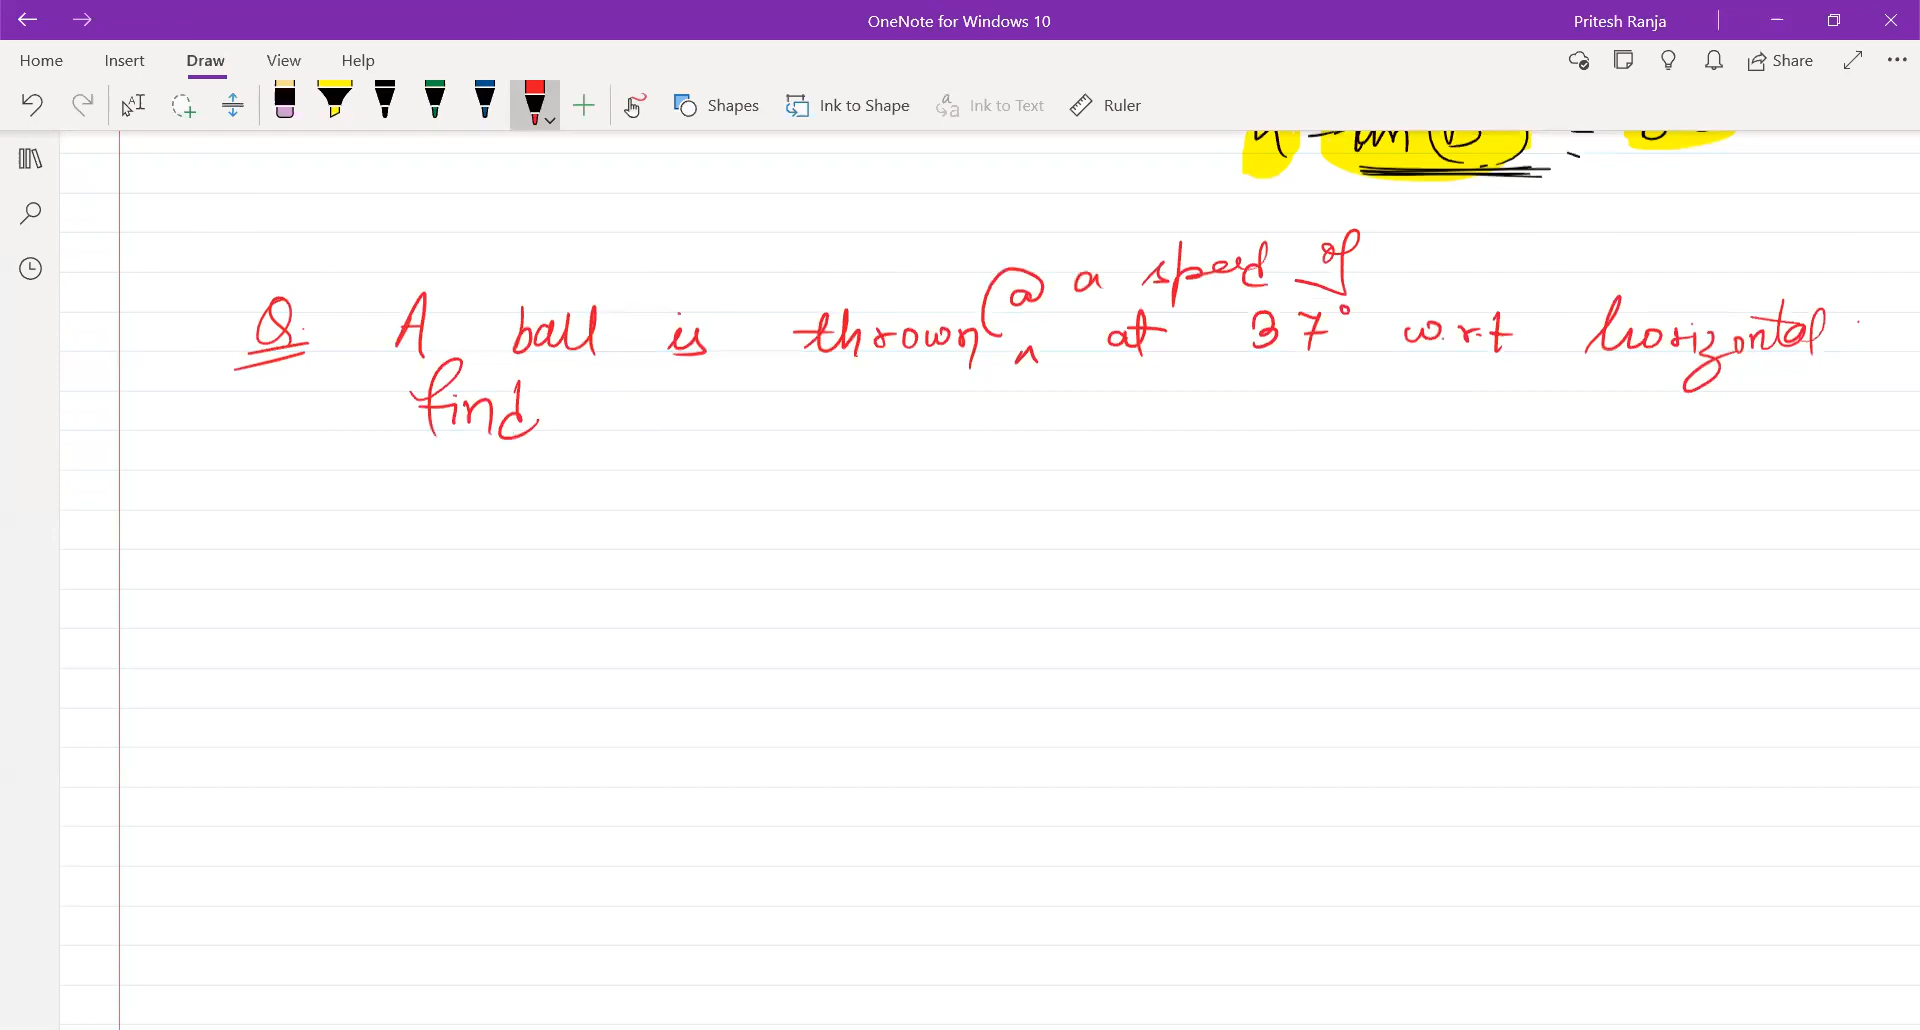 OneNote for Windows 10
Pritesh Ranja
Home Insert Draw View Help
Share
Shapes Ink to Shape Ink to Text Ruler
@ a speed of
Q. A ball is thrown at 37° w.r.t horizontal
find